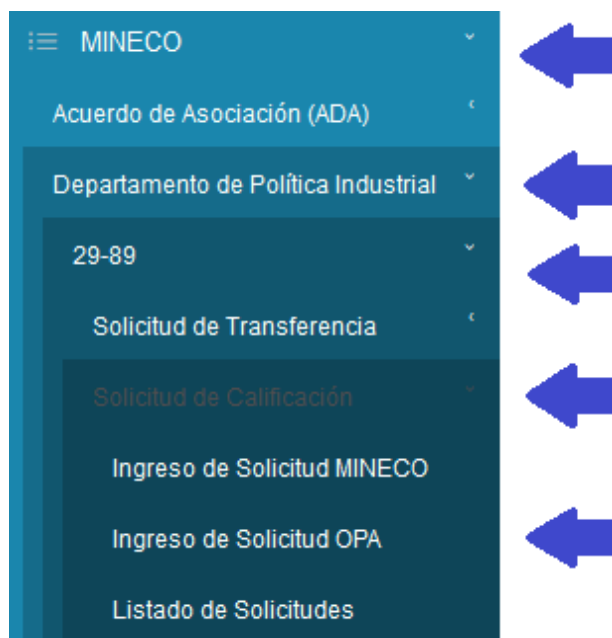 MINECO
Acuerdo de Asociación (ADA)
Departamento de Política Industrial
29-89
Solicitud de Transferencia
Solicitud de Calificación
Ingreso de Solicitud MINECO
Ingreso de Solicitud OPA
Listado de Solicitudes